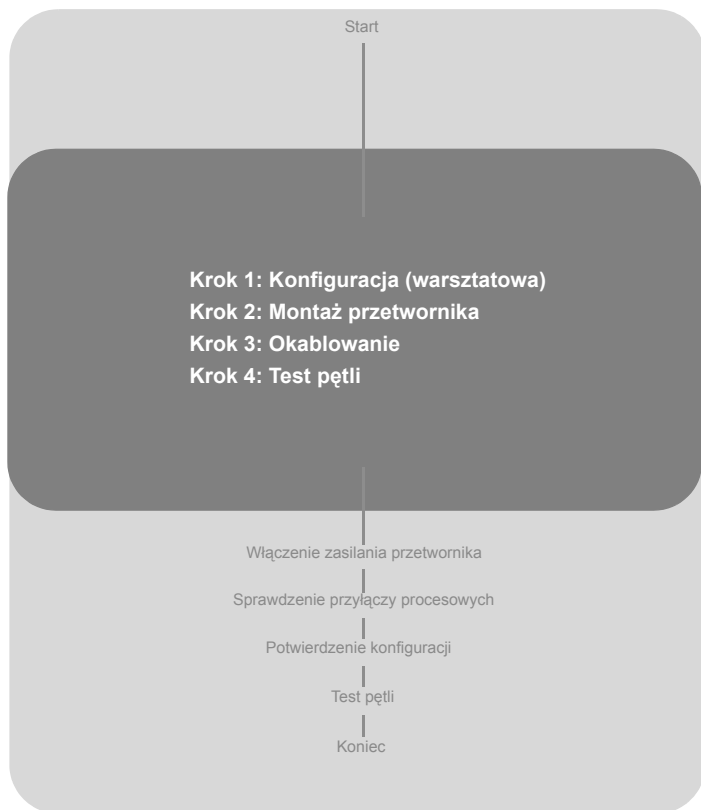 Start
Krok 1: Konfiguracja (warsztatowa)
Krok 2: Montaż przetwornika
Krok 3: Okablowanie
Krok 4: Test pętli
Włączenie zasilania przetwornika
Sprawdzenie przyłączy procesowych
Potwierdzenie konfiguracji
Test pętli
Koniec